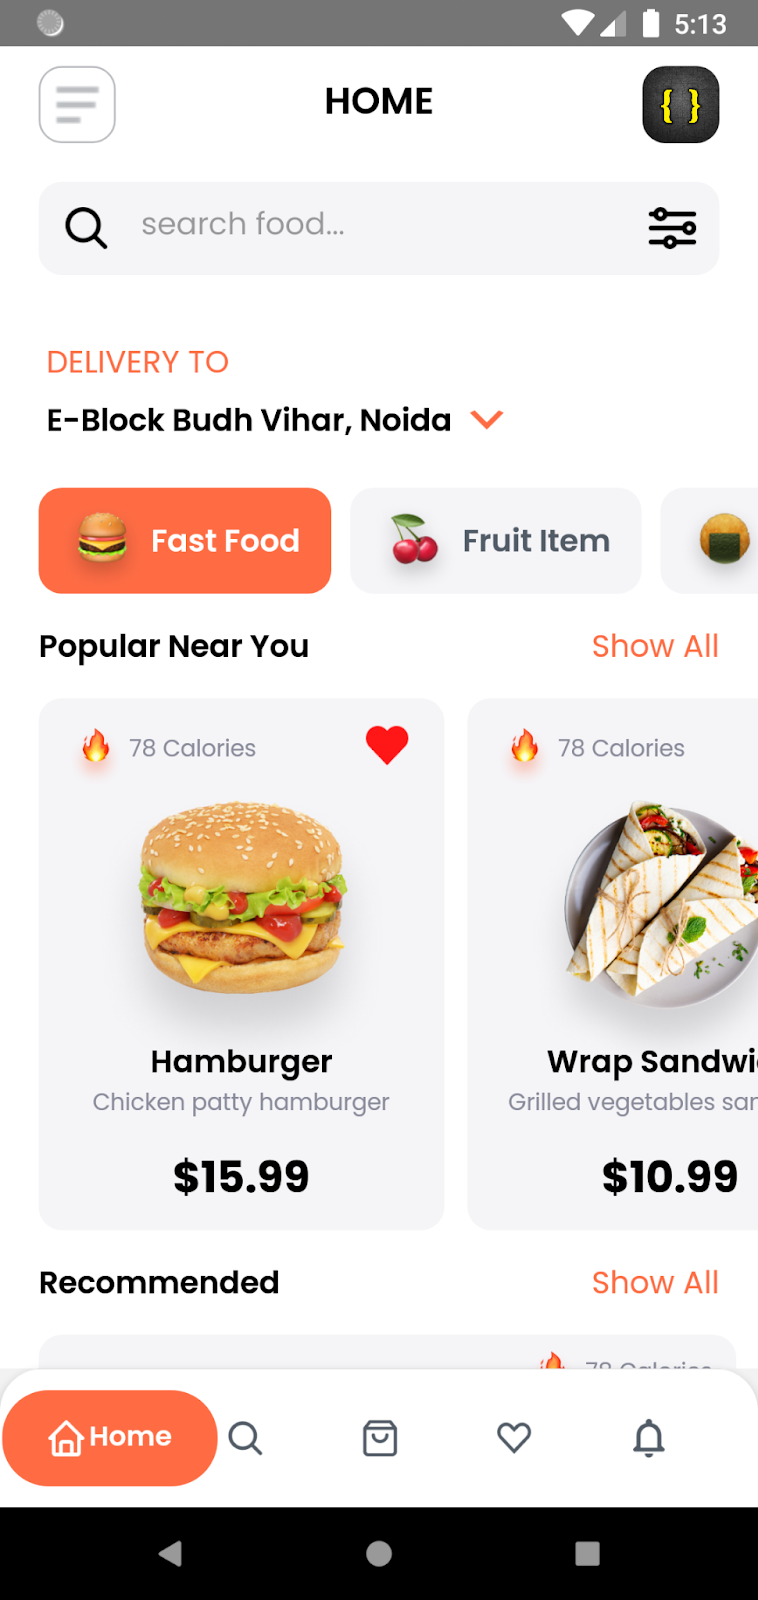 5:13
HOME
{ }
search food...
DELIVERY TO
E-Block Budh Vihar, Noida
Fast Food
Fruit Item
Popular Near You
Show All
78 Calories
78 Calories
Hamburger
Wrap Sandwi
Chicken patty hamburger
Grilled vegetables sar
$15.99
$10.99
Recommended
Show All
78 Calories
Home